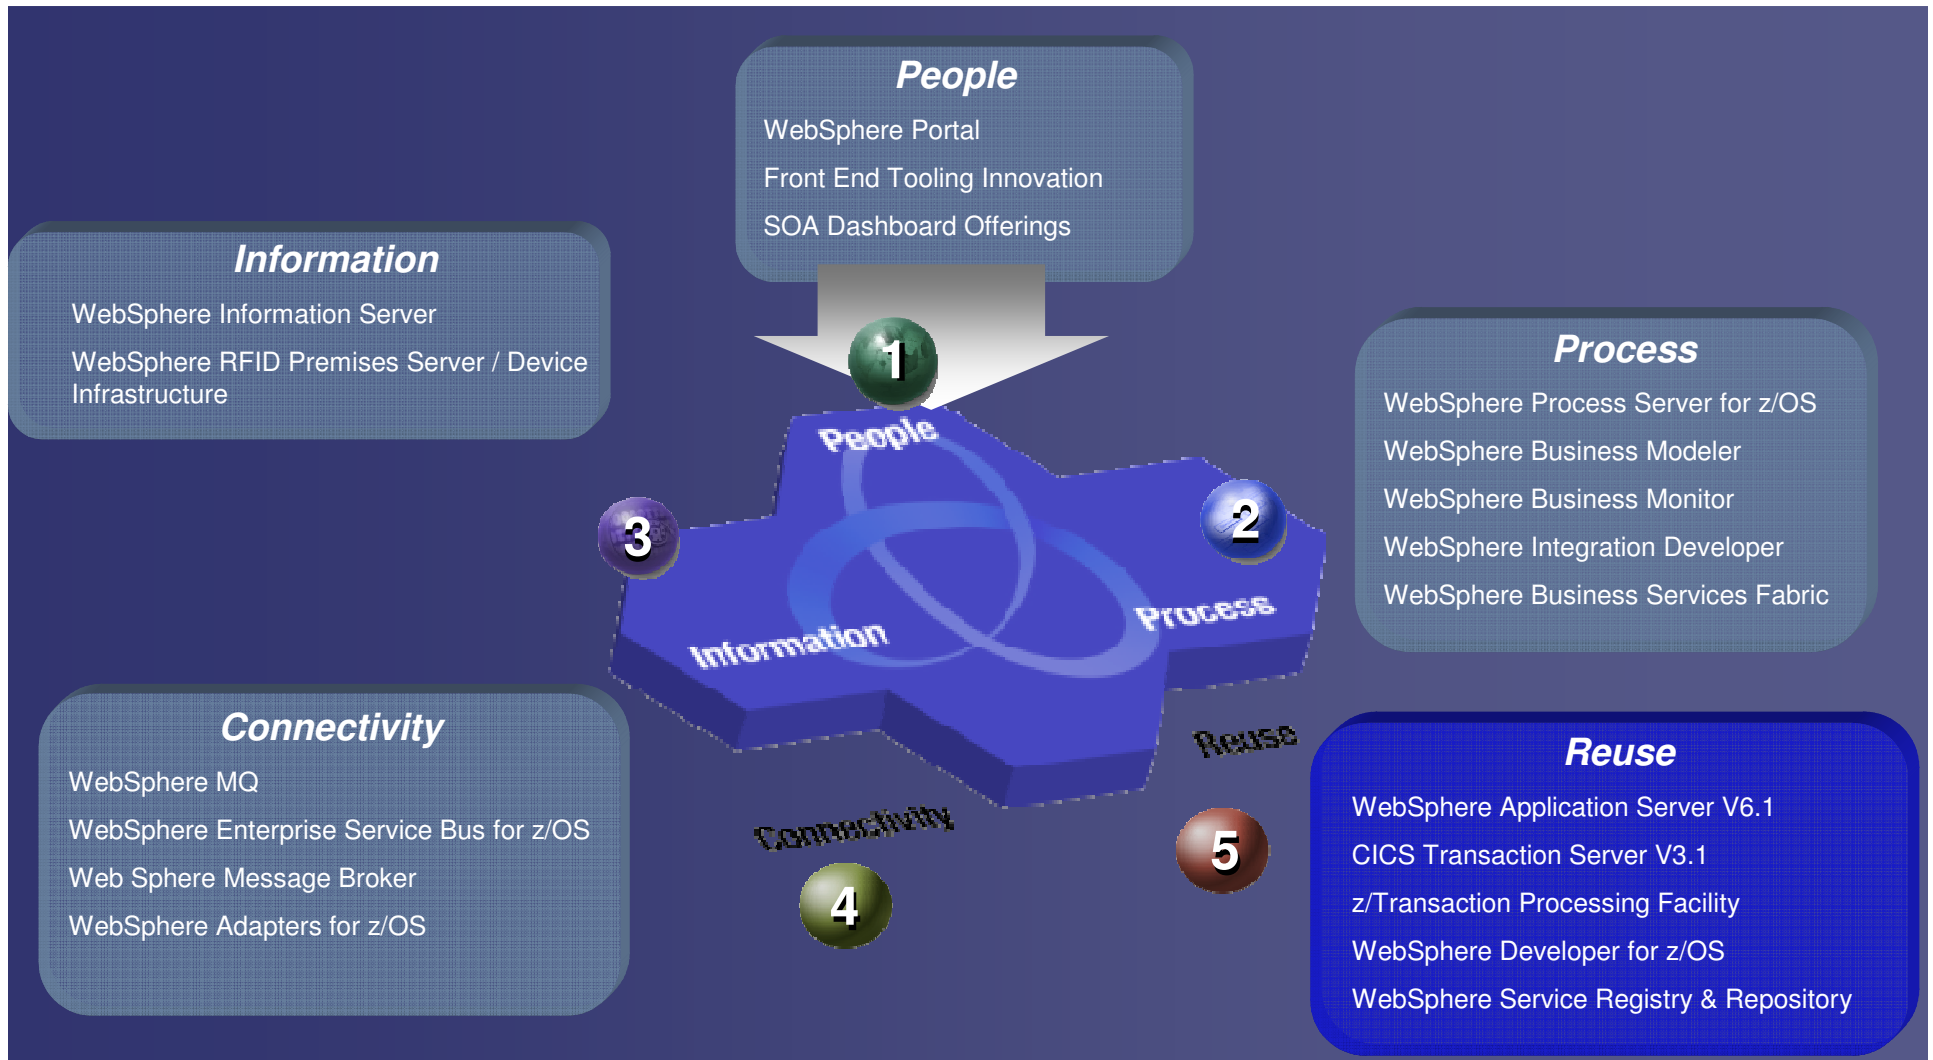 People
WebSphere Portal
Front End Tooling Innovation
SOA Dashboard Offerings
Information
WebSphere Information Server
WebSphere RFID Premises Server / Device
Infrastructure
Process
WebSphere Process Server for z/OS
WebSphere Business Modeler
WebSphere Business Monitor
WebSphere Integration Developer
WebSphere Business Services Fabric
1
People
2
3
Process
Information
Reuse
Connectivity
4
5
Connectivity
WebSphere MQ
WebSphere Enterprise Service Bus for z/OS
Web Sphere Message Broker
WebSphere Adapters for z/OS
Reuse
WebSphere Application Server V6.1
CICS Transaction Server V3.1
z/Transaction Processing Facility
WebSphere Developer for z/OS
WebSphere Service Registry & Repository